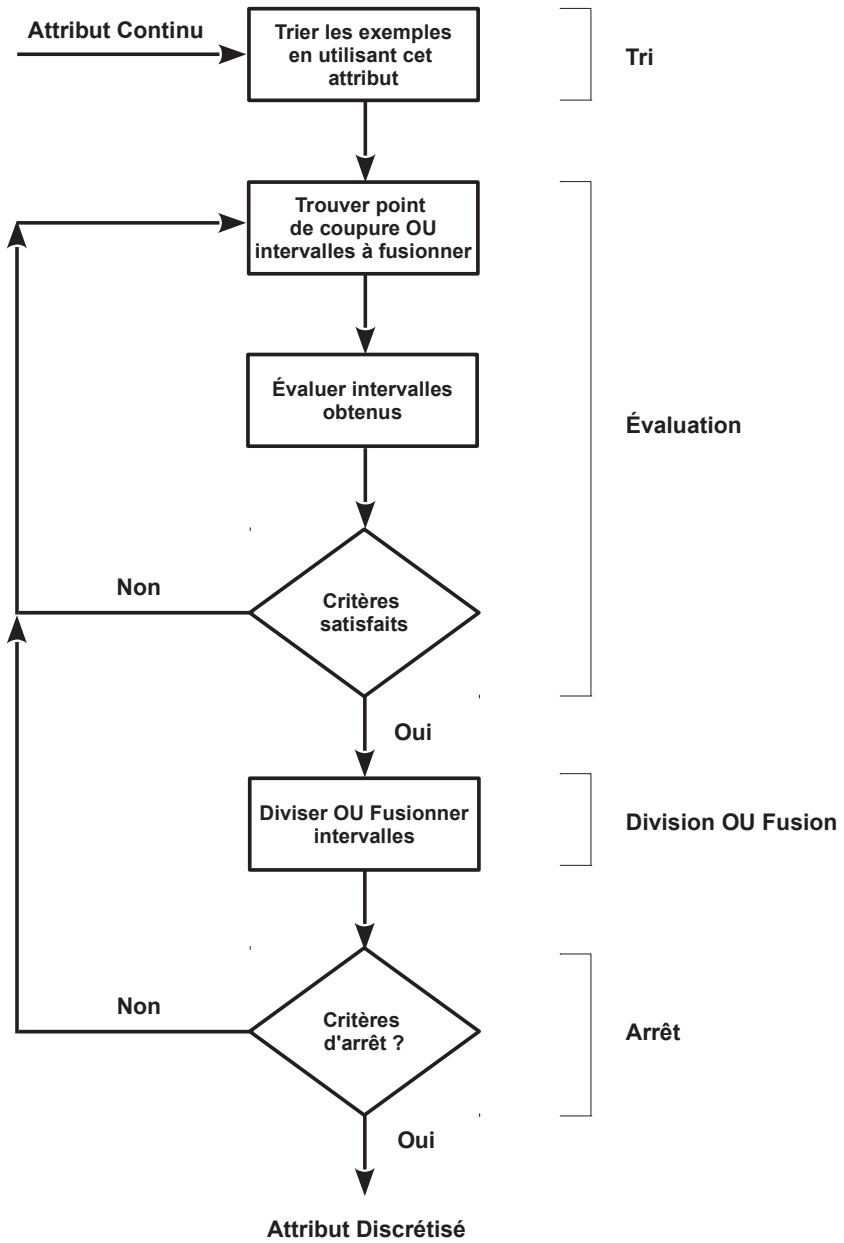 Attribut Continu
Trier les exemples
en utilisant cet
attribut
Tri
Trouver point
de coupure OU
intervalles à fusionner
Évaluer intervalles
obtenus
Évaluation
Non
Critères
satisfaits
Oui
Diviser OU Fusionner
intervalles
Division OU Fusion
Non
Critères
d'arrêt ?
Arrêt
Oui
Attribut Discrétisé